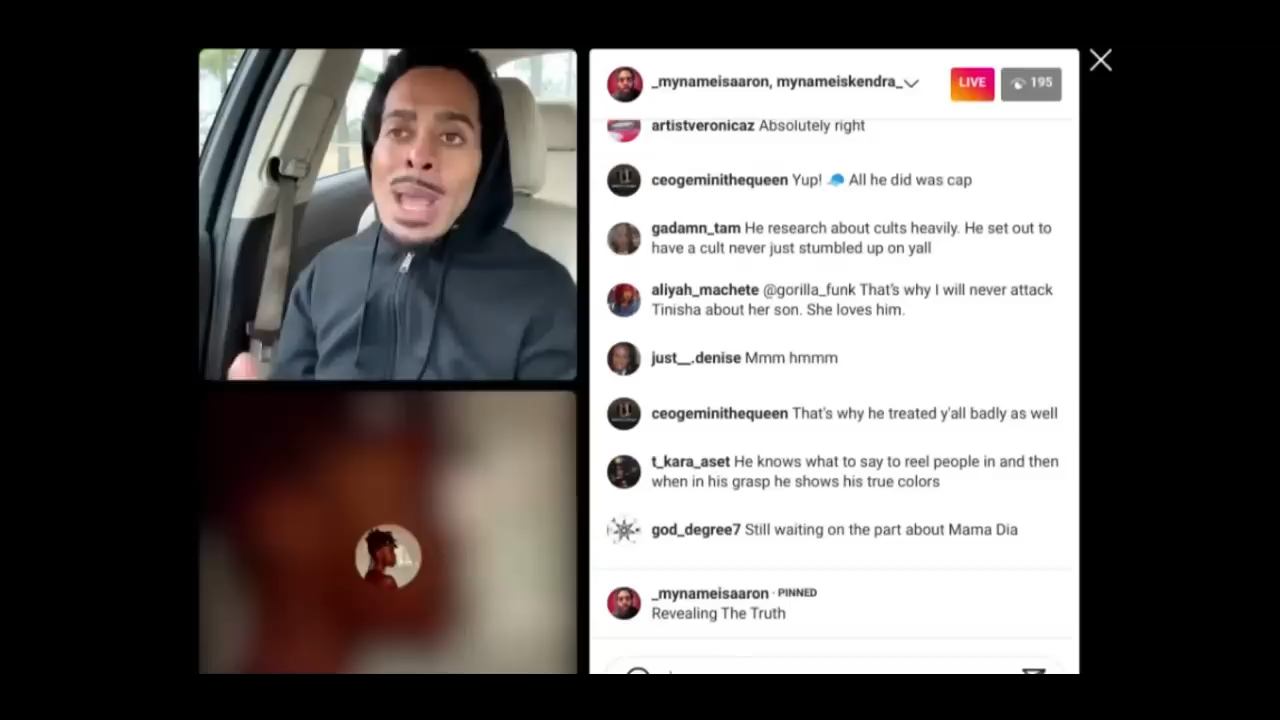 _mynameisaaron, mynameiskendra_
LIVE
195
artistveronicaz Absolutely right
ceogeminithequeen Yup! 🧢 All he did was cap
gadamn_tam He research about cults heavily. He set out to
have a cult never just stumbled up on yall
aliyah_machete @gorilla_funk That's why I will never attack
Tinisha about her son. She loves him.
just__.denise Mmm hmmm
ceogeminithequeen That's why he treated y'all badly as well
t_kara_aset He knows what to say to reel people in and then
when in his grasp he shows his true colors
god_degree7 Still waiting on the part about Mama Dia
_mynameisaaron · PINNED
Revealing The Truth